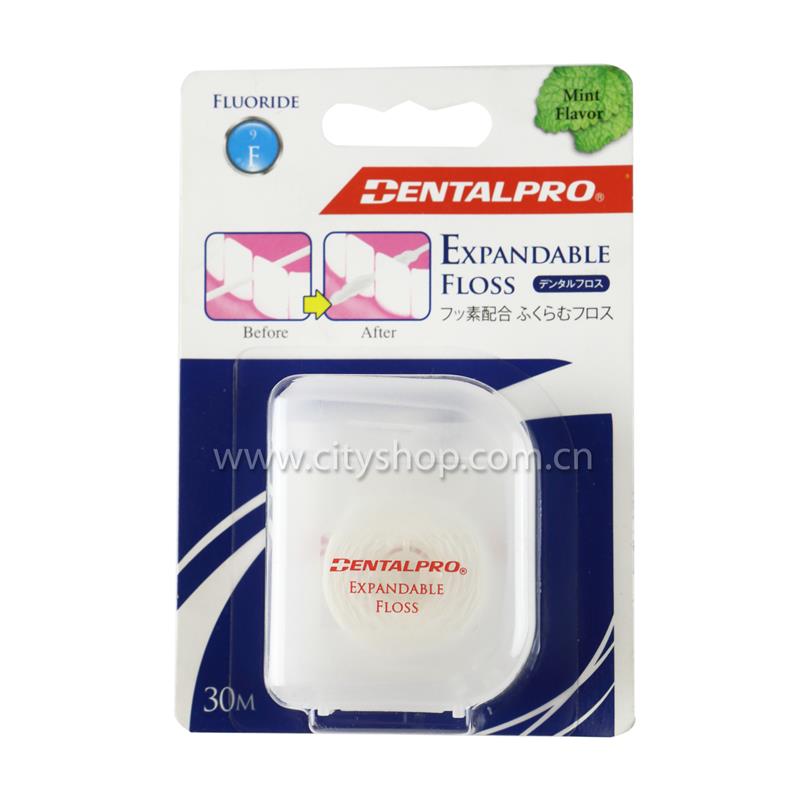 FLUORIDE
9
F
Mint
Flavor
DENTALPRO®
EXPANDABLE
FLOSS デンタルフロス
フッ素配合 ふくらむフロス
Before
After
www.cityshop.com.cn
DENTALPRO®
EXPANDABLE
FLOSS
30M